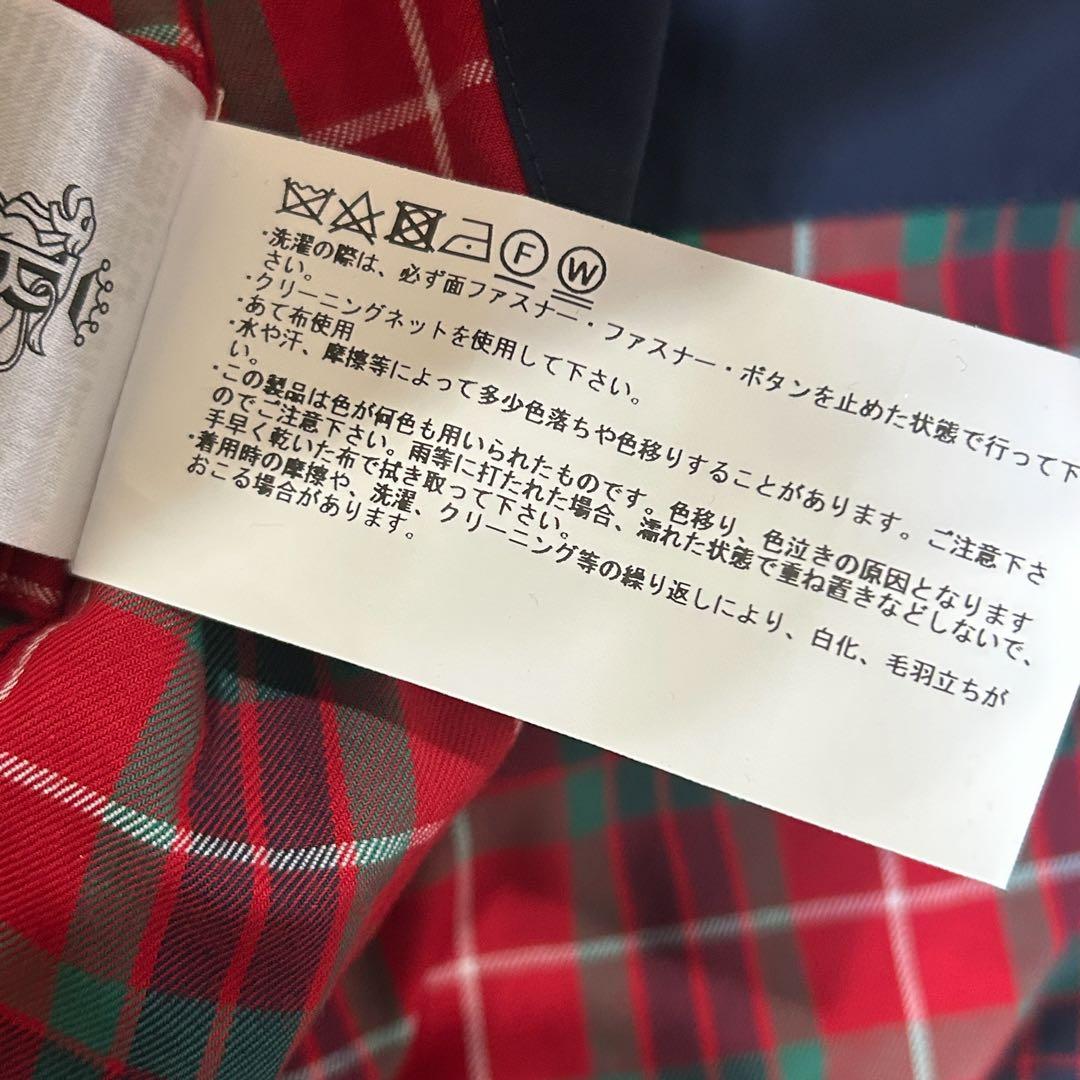 F W
・洗濯の際は、必ず面ファスナー・ファスナー・ボタンを止めた状態で行って下
さい。
・クリーニングネットを使用して下さい。
・あて布使用
・水や汗、摩擦等によって多少色落ちや色移りすることがあります。ご注意下さ
い。
・この製品は色が何色も用いられたものです。色移り、色泣きの原因となります
のでご注意下さい。雨等に打たれた場合、濡れた状態で重ね置きなどしないで、
手早く乾いた布で拭き取って下さい。
・着用時の摩擦や、洗濯、クリーニング等の繰り返しにより、白化、毛羽立ちが
おこる場合があります。